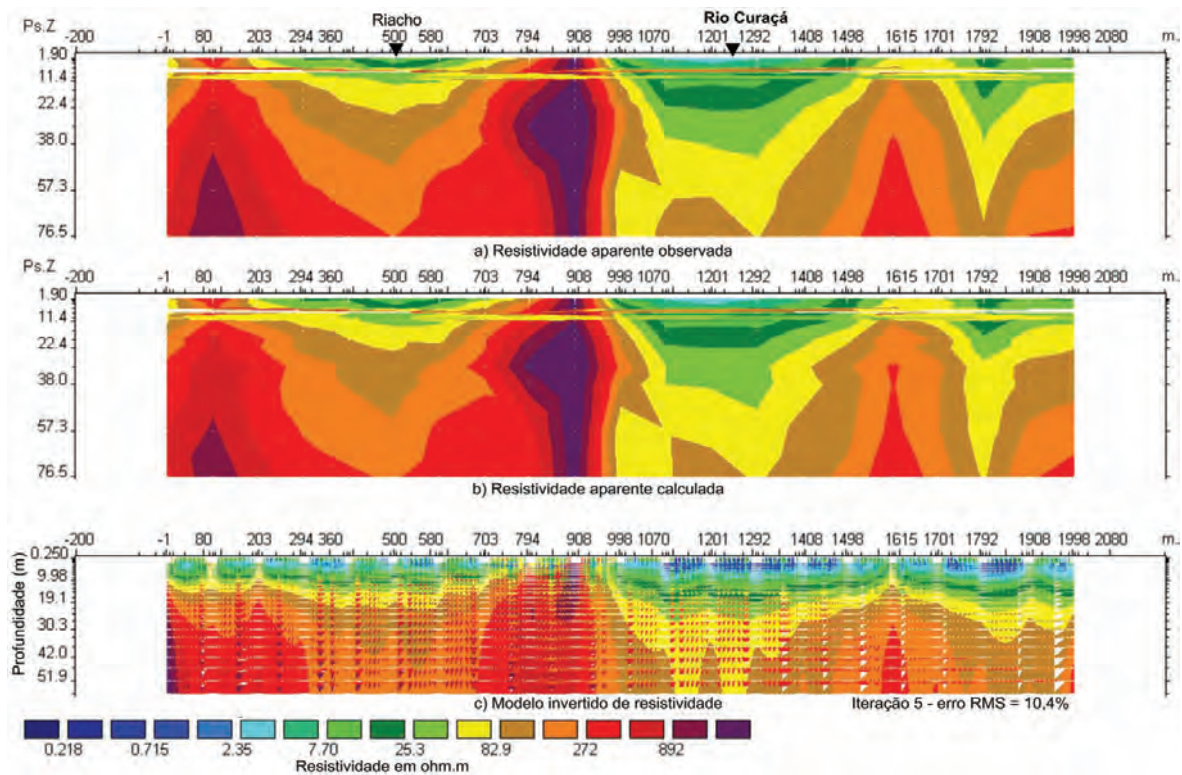 Riacho Rio Curaçá
Ps.Z -200 -1 80 203 294 360 500 580 703 794 908 998 1070 1201 1292 1408 1498 1615 1701 1792 1908 1998 2080 m.
1.90
11.4
22.4
38.0
57.3
76.5
a) Resistividade aparente observada
Ps.Z -200 -1 80 203 294 360 500 580 703 794 908 998 1070 1201 1292 1408 1498 1615 1701 1792 1908 1998 2080 m.
1.90
11.4
22.4
38.0
57.3
76.5
b) Resistividade aparente calculada
-200 -1 80 203 294 360 500 580 703 794 908 998 1070 1201 1292 1408 1498 1615 1701 1792 1908 1998 2080 m.
Profundidade (m)
0.250
9.98
19.1
30.3
42.0
51.9
c) Modelo invertido de resistividade Iteração 5 - erro RMS = 10,4%
0.218 0.715 2.35 7.70 25.3 82.9 272 892
Resistividade em ohm.m